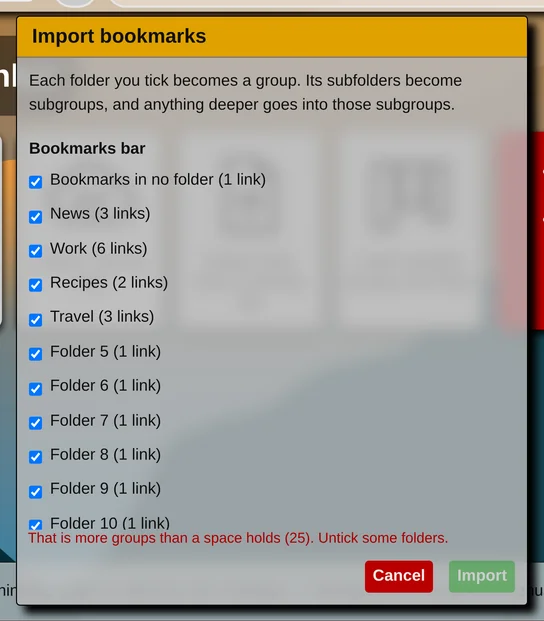 Import bookmarks
Each folder you tick becomes a group. Its subfolders become
subgroups, and anything deeper goes into those subgroups.
Bookmarks bar
Bookmarks in no folder (1 link)
News (3 links)
Work (6 links)
Recipes (2 links)
Travel (3 links)
Folder 5 (1 link)
Folder 6 (1 link)
Folder 7 (1 link)
Folder 8 (1 link)
Folder 9 (1 link)
Folder 10 (1 link)
That is more groups than a space holds (25). Untick some folders.
Cancel Import